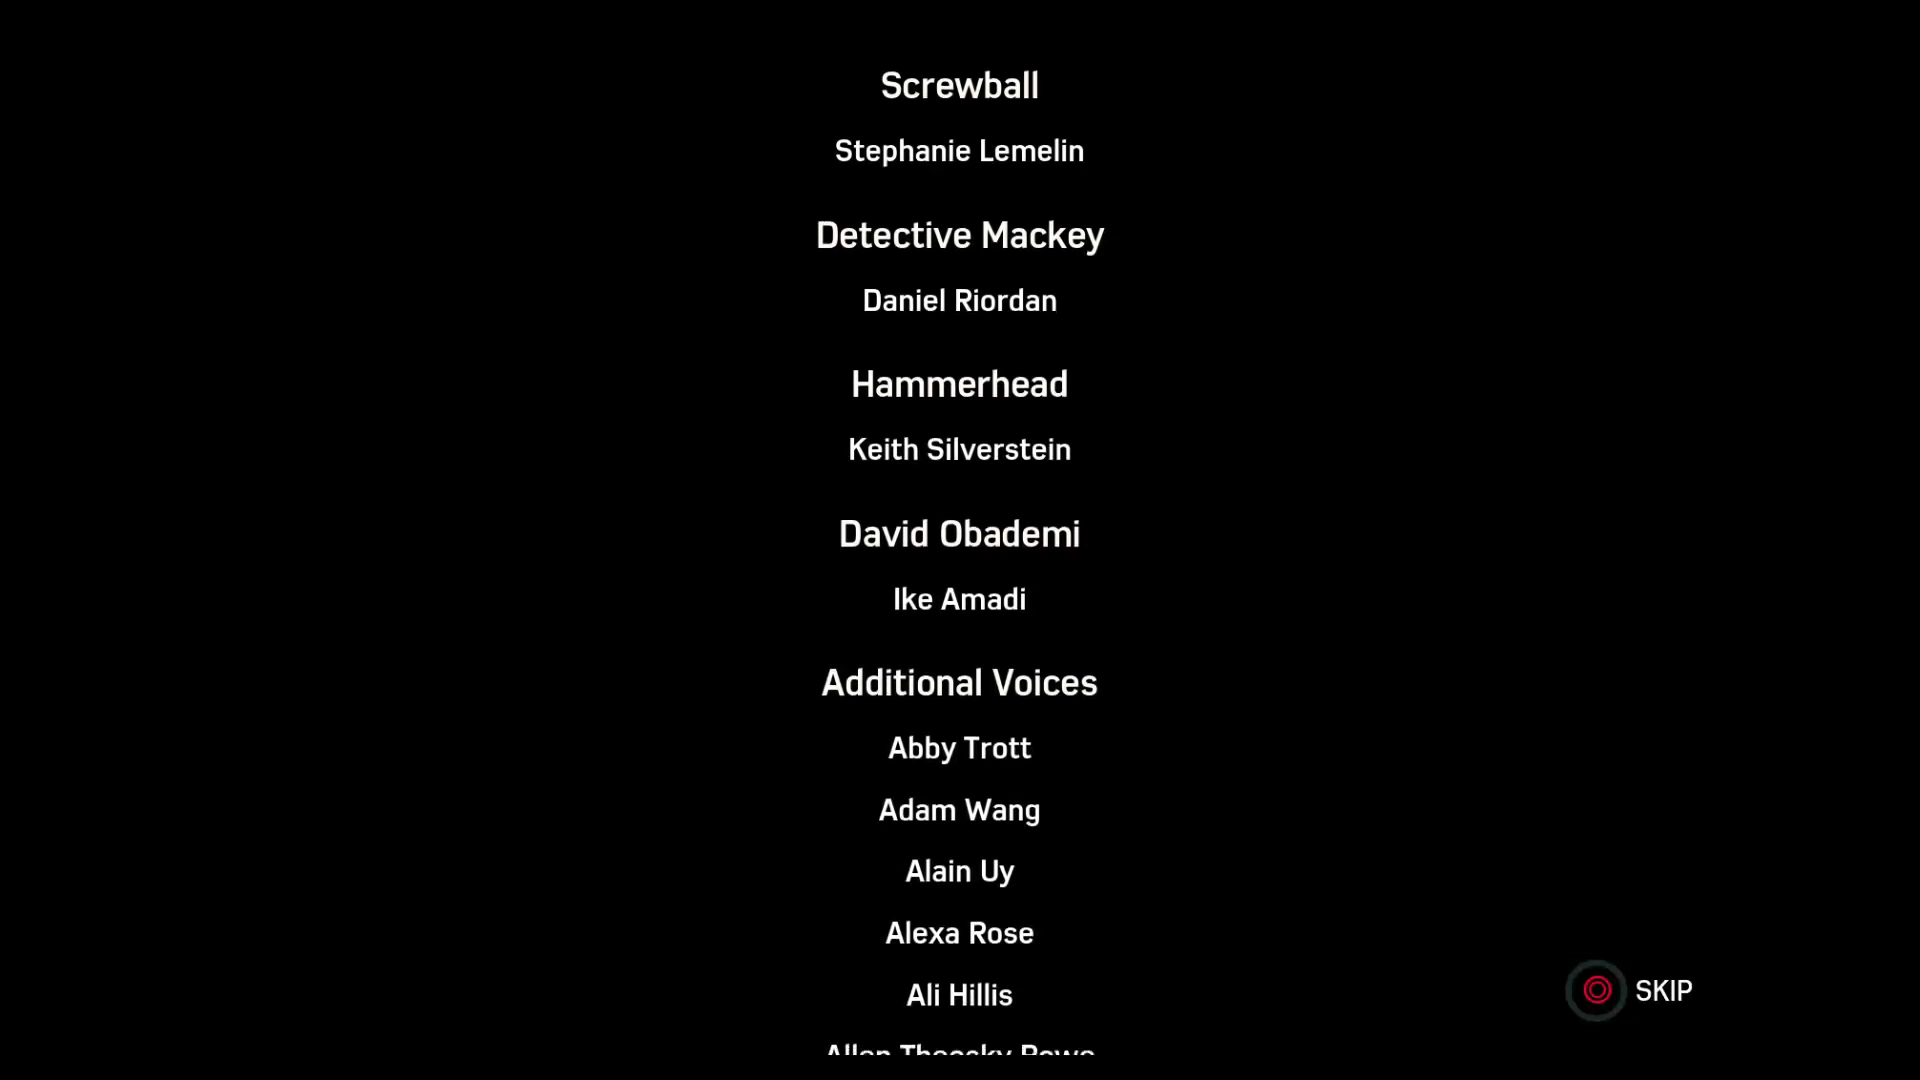 Screwball
Stephanie Lemelin
Detective Mackey
Daniel Riordan
Hammerhead
Keith Silverstein
David Obademi
Ike Amadi
Additional Voices
Abby Trott
Adam Wang
Alain Uy
Alexa Rose
Ali Hillis
SKIP